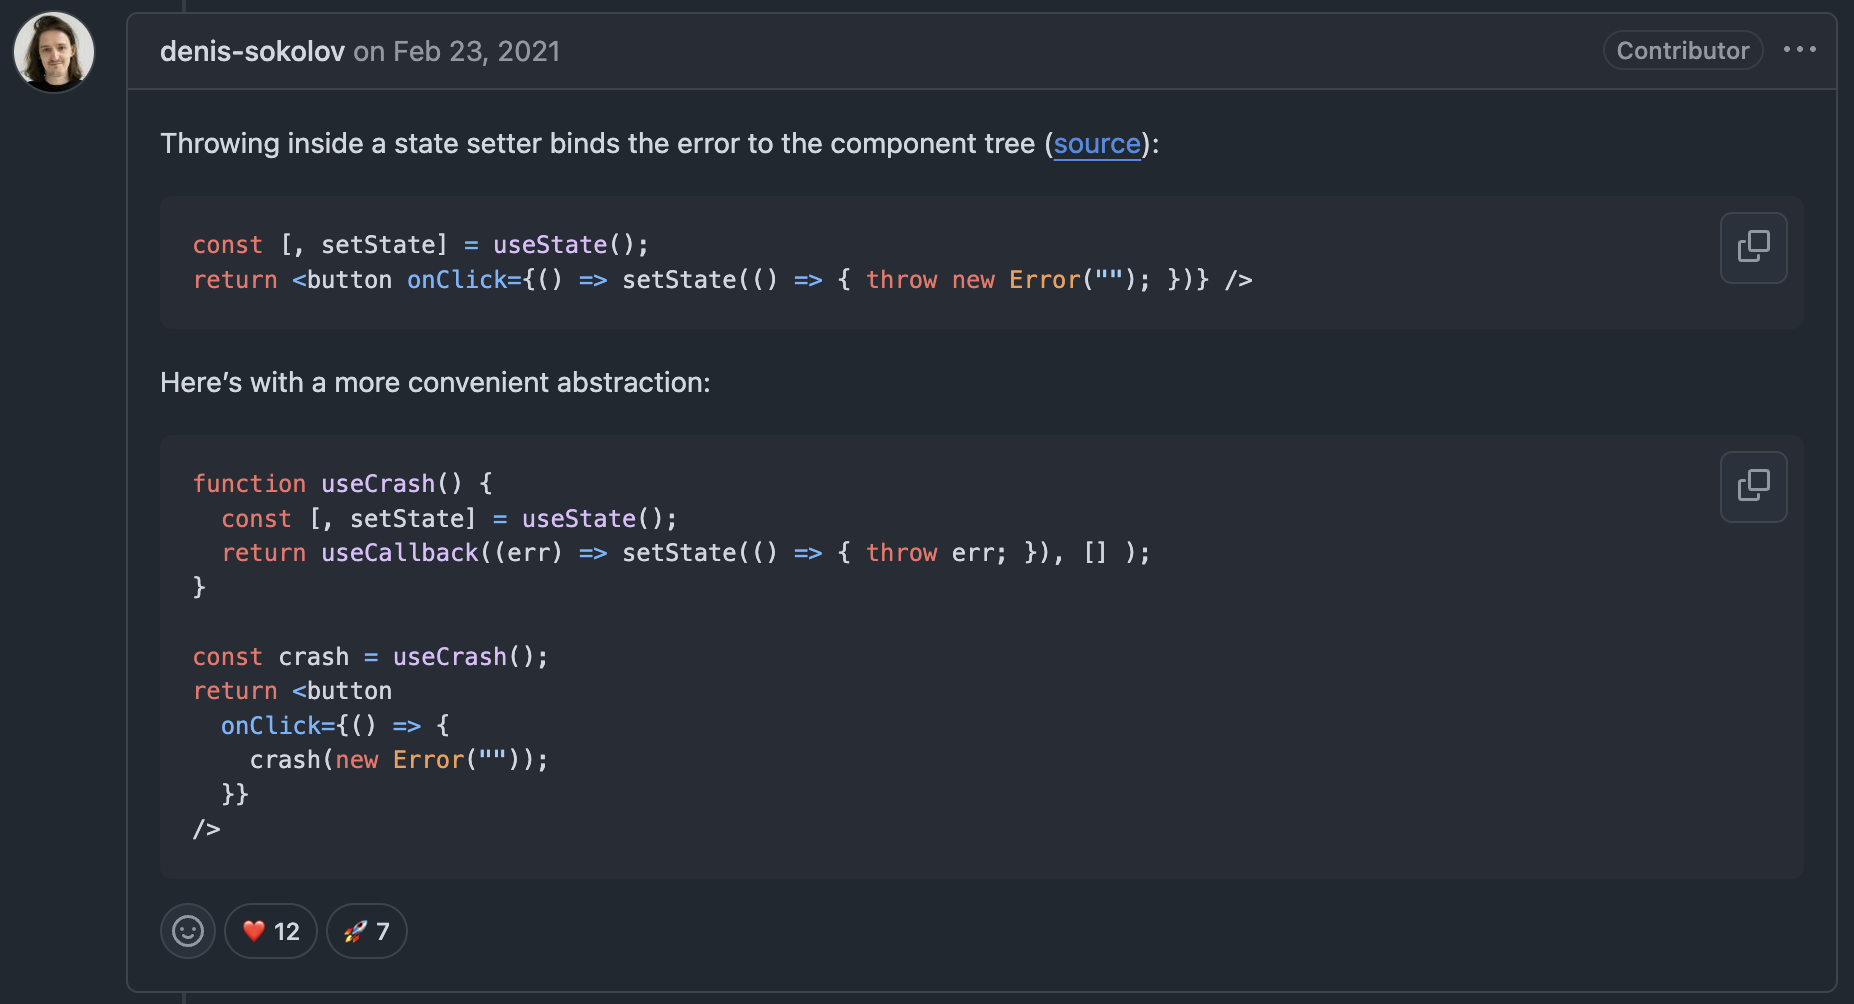 denis-sokolov on Feb 23, 2021
Contributor
Throwing inside a state setter binds the error to the component tree (source):
const [, setState] = useState();
return <button onClick={() => setState(() => { throw new Error(""); })} />
Here’s with a more convenient abstraction:
function useCrash() {
  const [, setState] = useState();
  return useCallback((err) => setState(() => { throw err; }), [] );
}
const crash = useCrash();
return <button
  onClick={() => {
    crash(new Error(""));
  }}
/>
❤️ 12 🚀 7